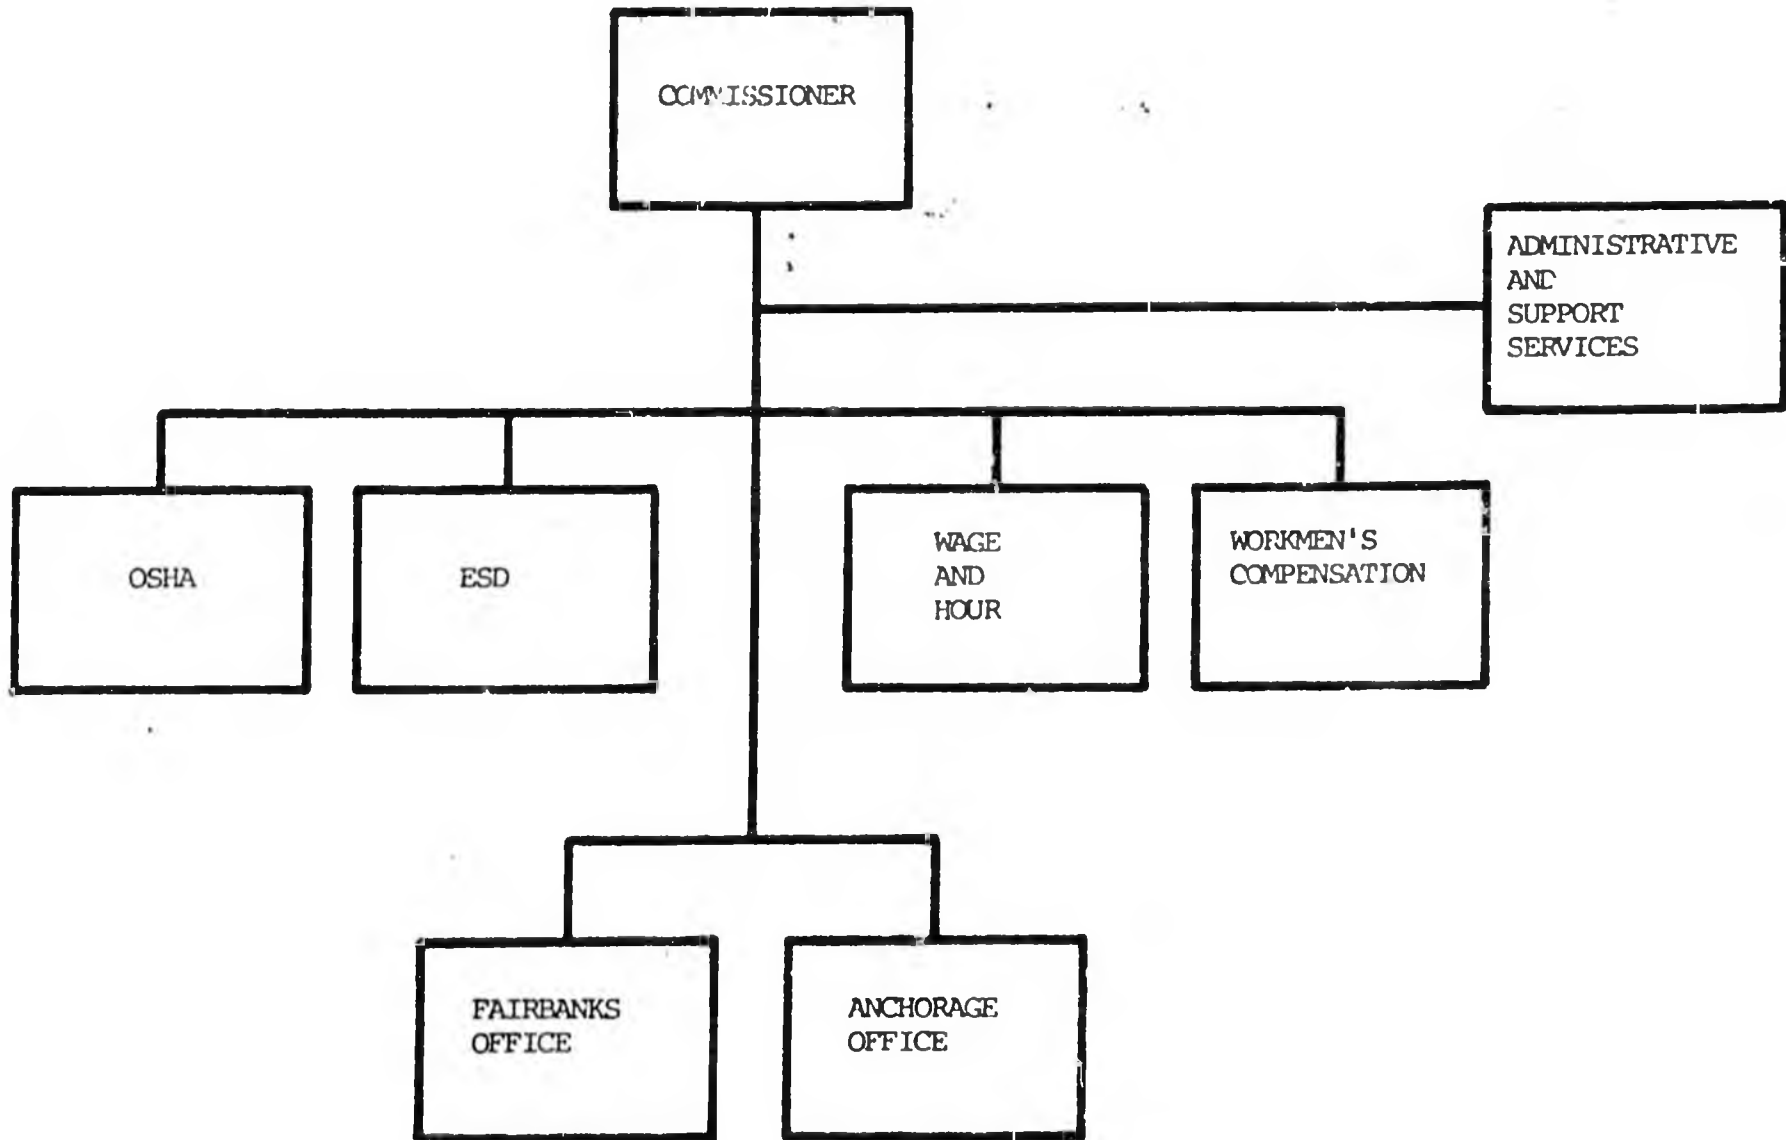 COMMISSIONER
ADMINISTRATIVE
AND
SUPPORT
SERVICES
OSHA
ESD
WAGE
AND
HOUR
WORKMEN'S
COMPENSATION
FAIRBANKS
OFFICE
ANCHORAGE
OFFICE